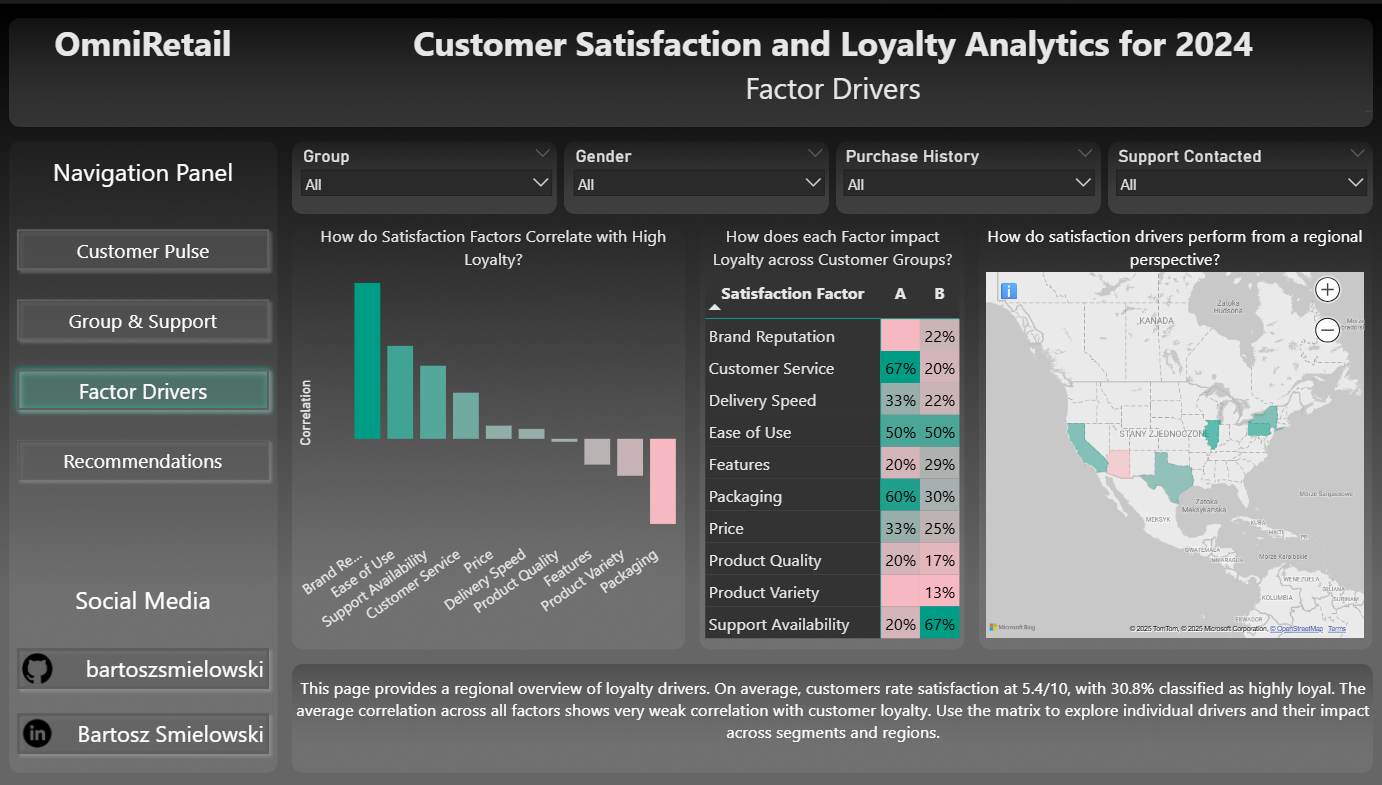 OmniRetail
Customer Satisfaction and Loyalty Analytics for 2024
Factor Drivers
Navigation Panel
Customer Pulse
Group & Support
Factor Drivers
Recommendations
Social Media
bartoszsmielowski
Bartosz Smielowski
Group
All
Gender
All
Purchase History
All
Support Contacted
All
How do Satisfaction Factors Correlate with High
Loyalty?
Correlation
Brand Re...
Ease of Use
Support Availability
Customer Service
Price
Delivery Speed
Product Quality
Features
Product Variety
Packaging
How does each Factor impact
Loyalty across Customer Groups?
Satisfaction Factor A B
Brand Reputation 22%
Customer Service 67% 20%
Delivery Speed 33% 22%
Ease of Use 50% 50%
Features 20% 29%
Packaging 60% 30%
Price 33% 25%
Product Quality 20% 17%
Product Variety 13%
Support Availability 20% 67%
How do satisfaction drivers perform from a regional
perspective?
Zatoka
Hudsona
KANADA
STANY ZJEDNOCZONE
Morze Sargassowe
Zatoka
Meksykańska
MEKSYK
KUBA
HAITI
PR
GWATEMALA
Morze Karaibskie
NIKARAGUA
WENEZUELA
GUJANA
KOLUMBIA
SURINAM
EKWADOR
Microsoft Bing
© 2025 TomTom, © 2025 Microsoft Corporation, © OpenStreetMap Terms
This page provides a regional overview of loyalty drivers. On average, customers rate satisfaction at 5.4/10, with 30.8% classified as highly loyal. The
average correlation across all factors shows very weak correlation with customer loyalty. Use the matrix to explore individual drivers and their impact
across segments and regions.